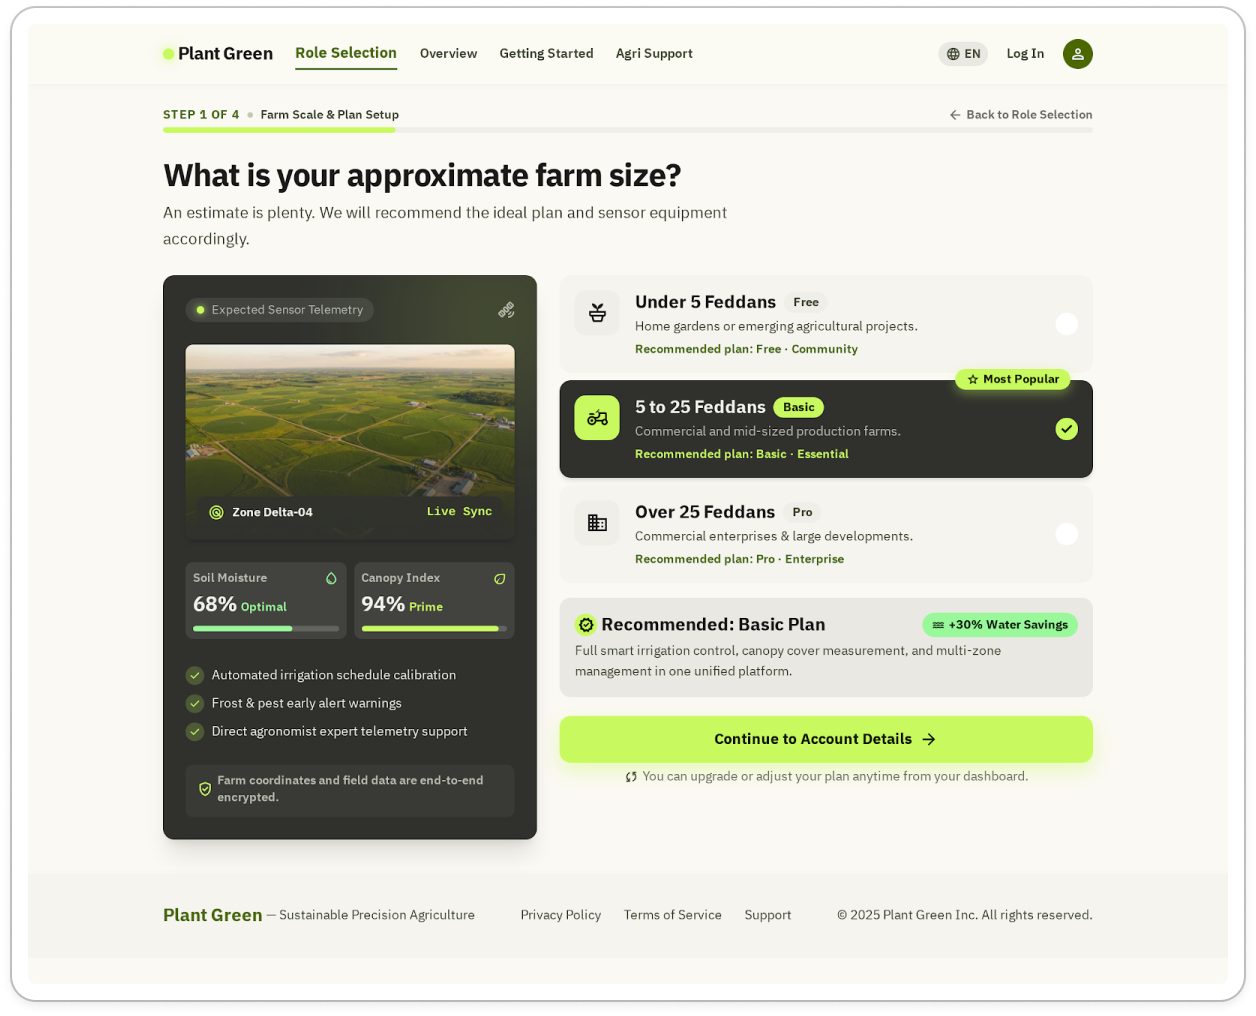 Plant Green
Role Selection
Overview
Getting Started
Agri Support
EN
Log In
STEP 1 OF 4 • Farm Scale & Plan Setup
← Back to Role Selection
What is your approximate farm size?
An estimate is plenty. We will recommend the ideal plan and sensor equipment
accordingly.
Expected Sensor Telemetry
Zone Delta-04
Live Sync
Soil Moisture
68% Optimal
Canopy Index
94% Prime
Automated irrigation schedule calibration
Frost & pest early alert warnings
Direct agronomist expert telemetry support
Farm coordinates and field data are end-to-end
encrypted.
Under 5 Feddans Free
Home gardens or emerging agricultural projects.
Recommended plan: Free · Community
Most Popular
5 to 25 Feddans Basic
Commercial and mid-sized production farms.
Recommended plan: Basic · Essential
Over 25 Feddans Pro
Commercial enterprises & large developments.
Recommended plan: Pro · Enterprise
Recommended: Basic Plan
+30% Water Savings
Full smart irrigation control, canopy cover measurement, and multi-zone
management in one unified platform.
Continue to Account Details →
You can upgrade or adjust your plan anytime from your dashboard.
Plant Green — Sustainable Precision Agriculture
Privacy Policy
Terms of Service
Support
© 2025 Plant Green Inc. All rights reserved.